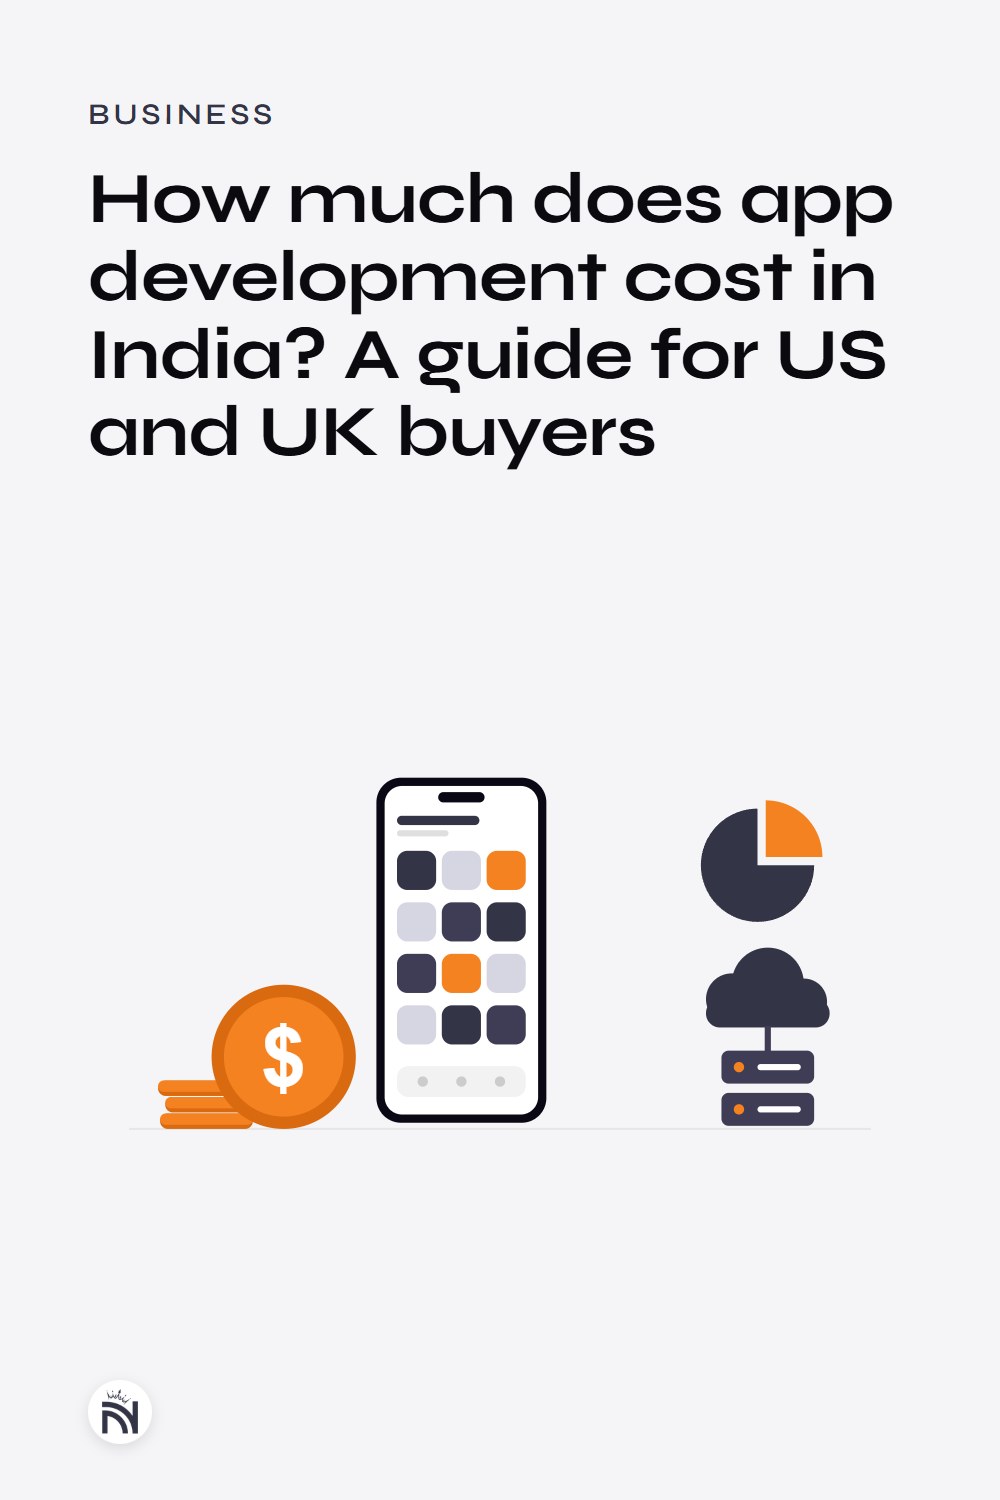 BUSINESS
How much does app
development cost in
India? A guide for US
and UK buyers
$